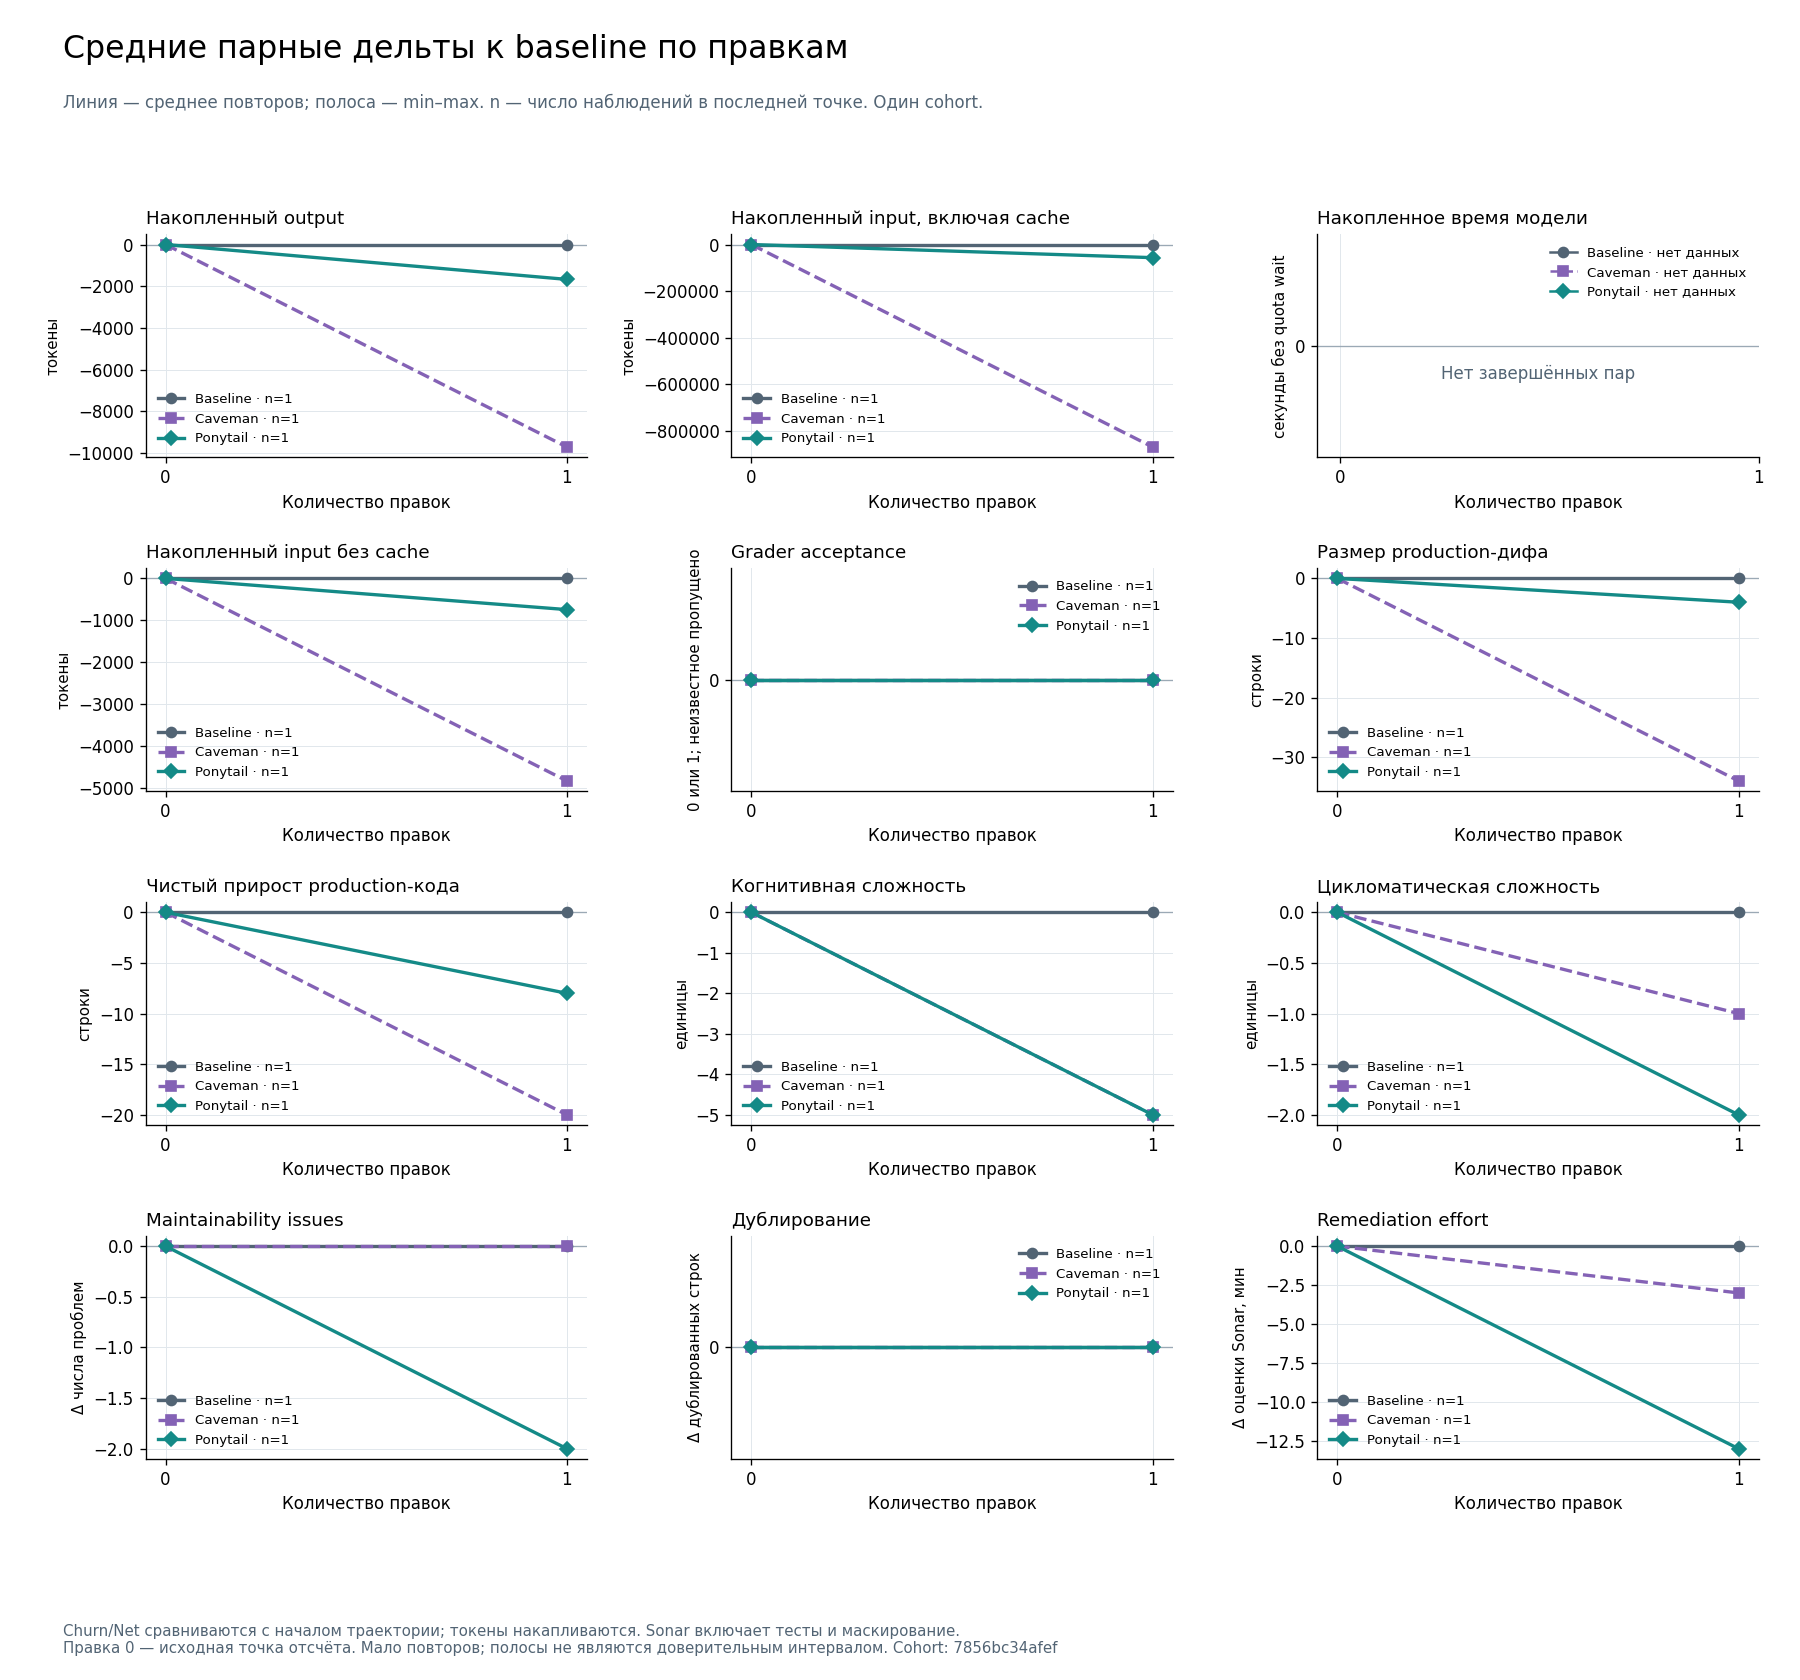 Средние парные дельты к baseline по правкам
Линия — среднее повторов; полоса — min–max. n — число наблюдений в последней точке. Один cohort.
Накопленный output
токены
0
−2000
−4000
−6000
−8000
−10000
Baseline · n=1
Caveman · n=1
Ponytail · n=1
0 1
Количество правок
Накопленный input, включая cache
токены
0
−200000
−400000
−600000
−800000
Baseline · n=1
Caveman · n=1
Ponytail · n=1
0 1
Количество правок
Накопленное время модели
секунды без quota wait
0
Baseline · нет данных
Caveman · нет данных
Ponytail · нет данных
Нет завершённых пар
0 1
Количество правок
Накопленный input без cache
токены
0
−1000
−2000
−3000
−4000
−5000
Baseline · n=1
Caveman · n=1
Ponytail · n=1
0 1
Количество правок
Grader acceptance
0 или 1; неизвестное пропущено
0
Baseline · n=1
Caveman · n=1
Ponytail · n=1
0 1
Количество правок
Размер production-дифа
строки
0
−10
−20
−30
Baseline · n=1
Caveman · n=1
Ponytail · n=1
0 1
Количество правок
Чистый прирост production-кода
строки
0
−5
−10
−15
−20
Baseline · n=1
Caveman · n=1
Ponytail · n=1
0 1
Количество правок
Когнитивная сложность
единицы
0
−1
−2
−3
−4
−5
Baseline · n=1
Caveman · n=1
Ponytail · n=1
0 1
Количество правок
Цикломатическая сложность
единицы
0.0
−0.5
−1.0
−1.5
−2.0
Baseline · n=1
Caveman · n=1
Ponytail · n=1
0 1
Количество правок
Maintainability issues
Δ числа проблем
0.0
−0.5
−1.0
−1.5
−2.0
Baseline · n=1
Caveman · n=1
Ponytail · n=1
0 1
Количество правок
Дублирование
Δ дублированных строк
0
Baseline · n=1
Caveman · n=1
Ponytail · n=1
0 1
Количество правок
Remediation effort
Δ оценки Sonar, мин
0.0
−2.5
−5.0
−7.5
−10.0
−12.5
Baseline · n=1
Caveman · n=1
Ponytail · n=1
0 1
Количество правок
Churn/Net сравниваются с началом траектории; токены накапливаются. Sonar включает тесты и маскирование.
Правка 0 — исходная точка отсчёта. Мало повторов; полосы не являются доверительным интервалом. Cohort: 7856bc34afef